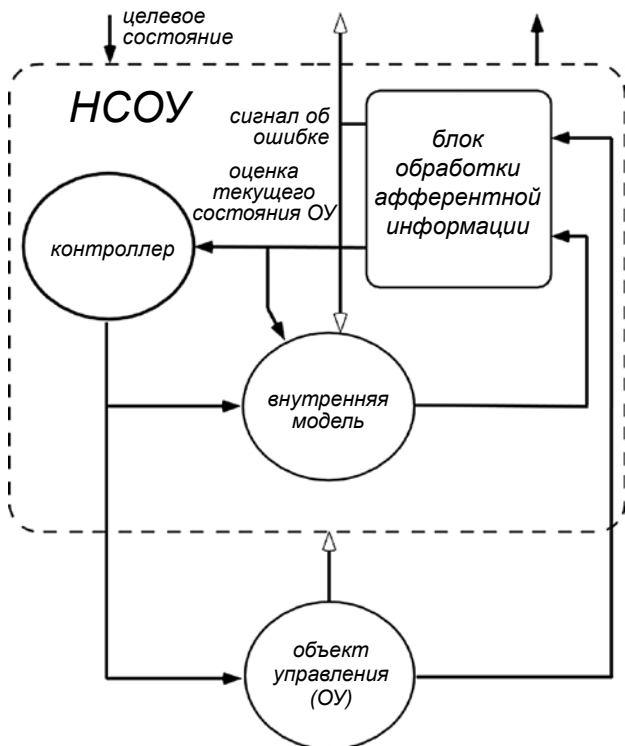 целевое
состояние
НСОУ
сигнал об
ошибке
блок
обработки
афферентной
информации
оценка
текущего
состояния ОУ
контроллер
внутренняя
модель
объект
управления
(ОУ)